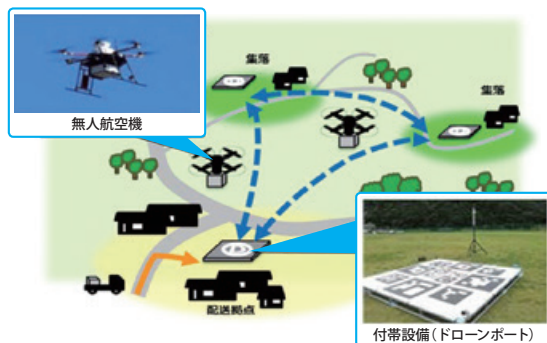 集落
集落
無人航空機
配送拠点
付帯設備（ドローンポート）